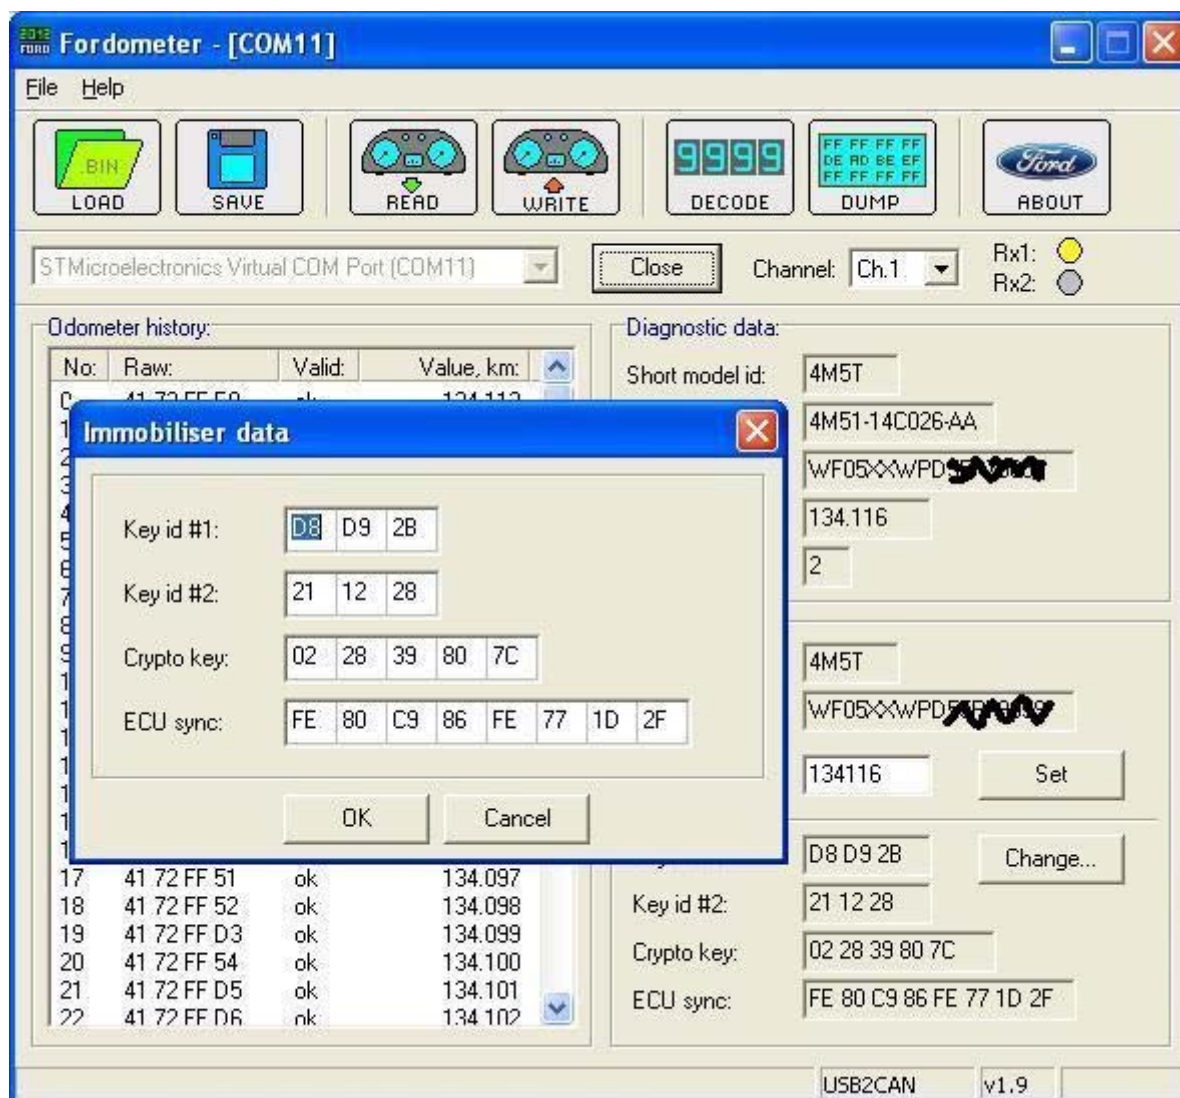 2012
FORD
Fordometer - [COM11]
File Help
.BIN
LOAD
SAVE
READ
WRITE
9999
DECODE
FF FF FF FF
DE AD BE EF
FF FF FF FF
DUMP
Ford
ABOUT
STMicroelectronics Virtual COM Port (COM11)
Close
Channel:
Ch.1
Rx1:
Rx2:
Odometer history:
No: Raw: Valid: Value, km:
Immobiliser data
Key id #1: D8 D9 2B
Key id #2: 21 12 28
Crypto key: 02 28 39 80 7C
ECU sync: FE 80 C9 86 FE 77 1D 2F
OK Cancel
17 41 72 FF 51 ok 134.097
18 41 72 FF 52 ok 134.098
19 41 72 FF D3 ok 134.099
20 41 72 FF 54 ok 134.100
21 41 72 FF D5 ok 134.101
22 41 72 FF D6 ok 134.102
Diagnostic data:
Short model id: 4M5T
4M51-14C026-AA
WF05XXWPD
134.116
2
4M5T
WF05XXWPD
134116 Set
D8 D9 2B Change...
Key id #2: 21 12 28
Crypto key: 02 28 39 80 7C
ECU sync: FE 80 C9 86 FE 77 1D 2F
USB2CAN v1.9